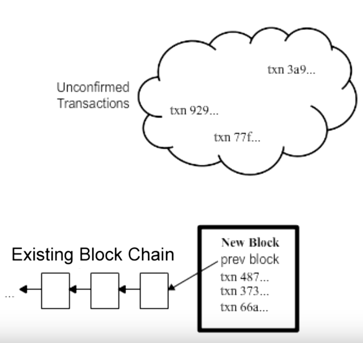 txn 3a9...
Unconfirmed
Transactions
txn 929...
txn 77f...
Existing Block Chain
...
New Block
prev block
txn 487...
txn 373...
txn 66a...